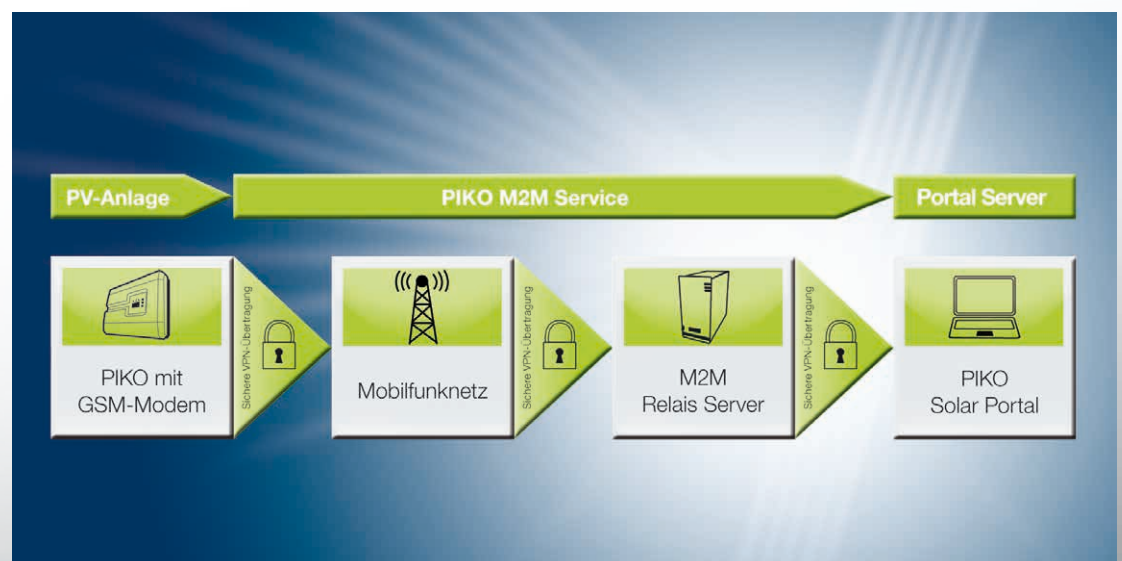 PV-Anlage
PIKO M2M Service
Portal Server
PIKO mit
GSM-Modem
Sichere VPN-Übertragung
Mobilfunknetz
Sichere VPN-Übertragung
M2M
Relais Server
Sichere VPN-Übertragung
PIKO
Solar Portal